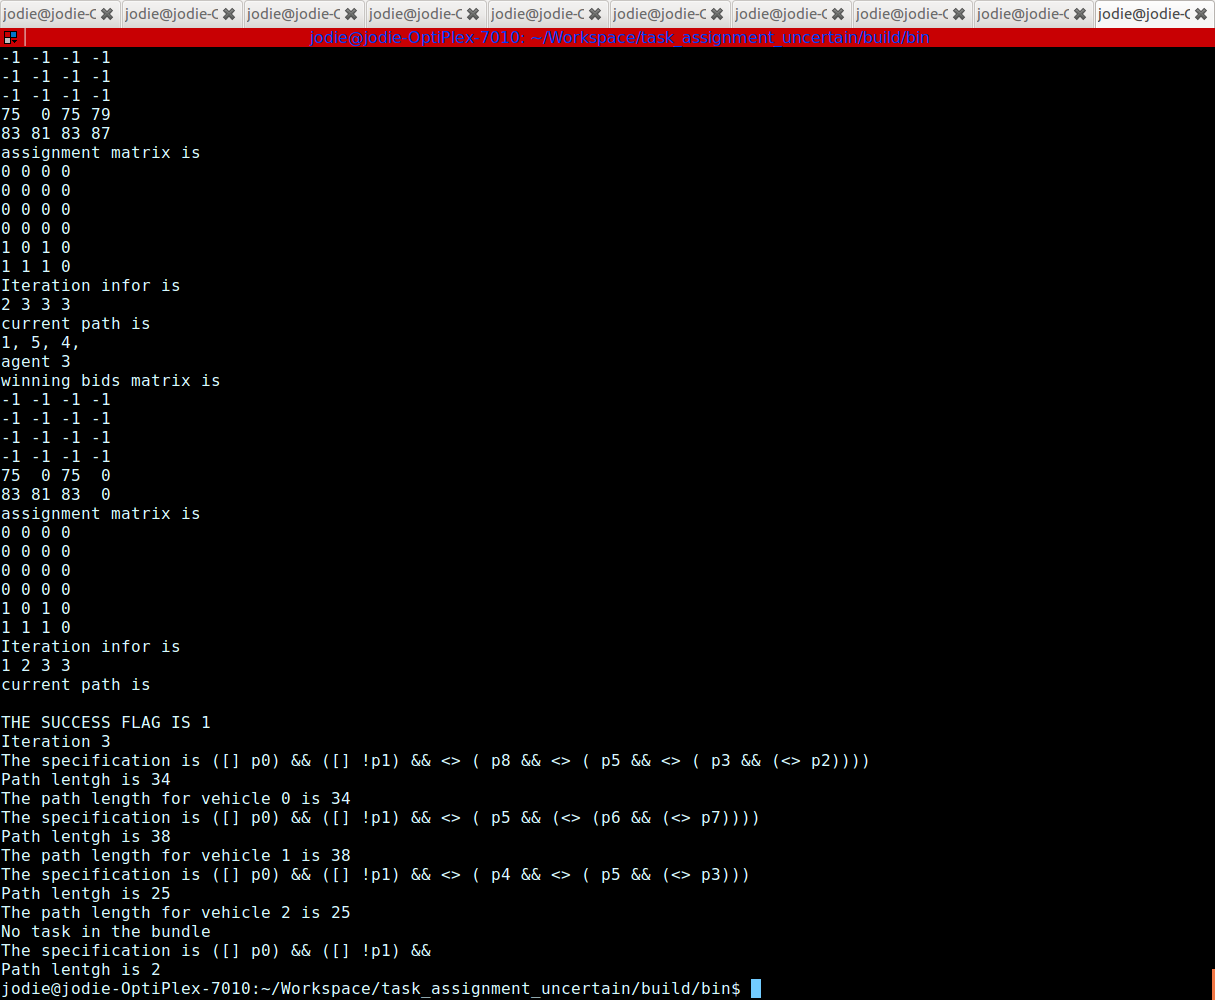 jodie@jodie-C jodie@jodie-C jodie@jodie-C jodie@jodie-C jodie@jodie-C jodie@jodie-C jodie@jodie-C jodie@jodie-C jodie@jodie-C jodie@jodie-C
jodie@jodie-OptiPlex-7010: ~/Workspace/task_assignment_uncertain/build/bin
-1 -1 -1 -1
-1 -1 -1 -1
-1 -1 -1 -1
75  0 75 79
83 81 83 87
assignment matrix is
0 0 0 0
0 0 0 0
0 0 0 0
0 0 0 0
1 0 1 0
1 1 1 0
Iteration infor is
2 3 3 3
current path is
1, 5, 4,
agent 3
winning bids matrix is
-1 -1 -1 -1
-1 -1 -1 -1
-1 -1 -1 -1
-1 -1 -1 -1
75  0 75  0
83 81 83  0
assignment matrix is
0 0 0 0
0 0 0 0
0 0 0 0
0 0 0 0
1 0 1 0
1 1 1 0
Iteration infor is
1 2 3 3
current path is
THE SUCCESS FLAG IS 1
Iteration 3
The specification is ([] p0) && ([] !p1) && <> ( p8 && <> ( p5 && <> ( p3 && (<> p2))))
Path lentgh is 34
The path length for vehicle 0 is 34
The specification is ([] p0) && ([] !p1) && <> ( p5 && (<> (p6 && (<> p7))))
Path lentgh is 38
The path length for vehicle 1 is 38
The specification is ([] p0) && ([] !p1) && <> ( p4 && <> ( p5 && (<> p3)))
Path lentgh is 25
The path length for vehicle 2 is 25
No task in the bundle
The specification is ([] p0) && ([] !p1) &&
Path lentgh is 2
jodie@jodie-OptiPlex-7010:~/Workspace/task_assignment_uncertain/build/bin$